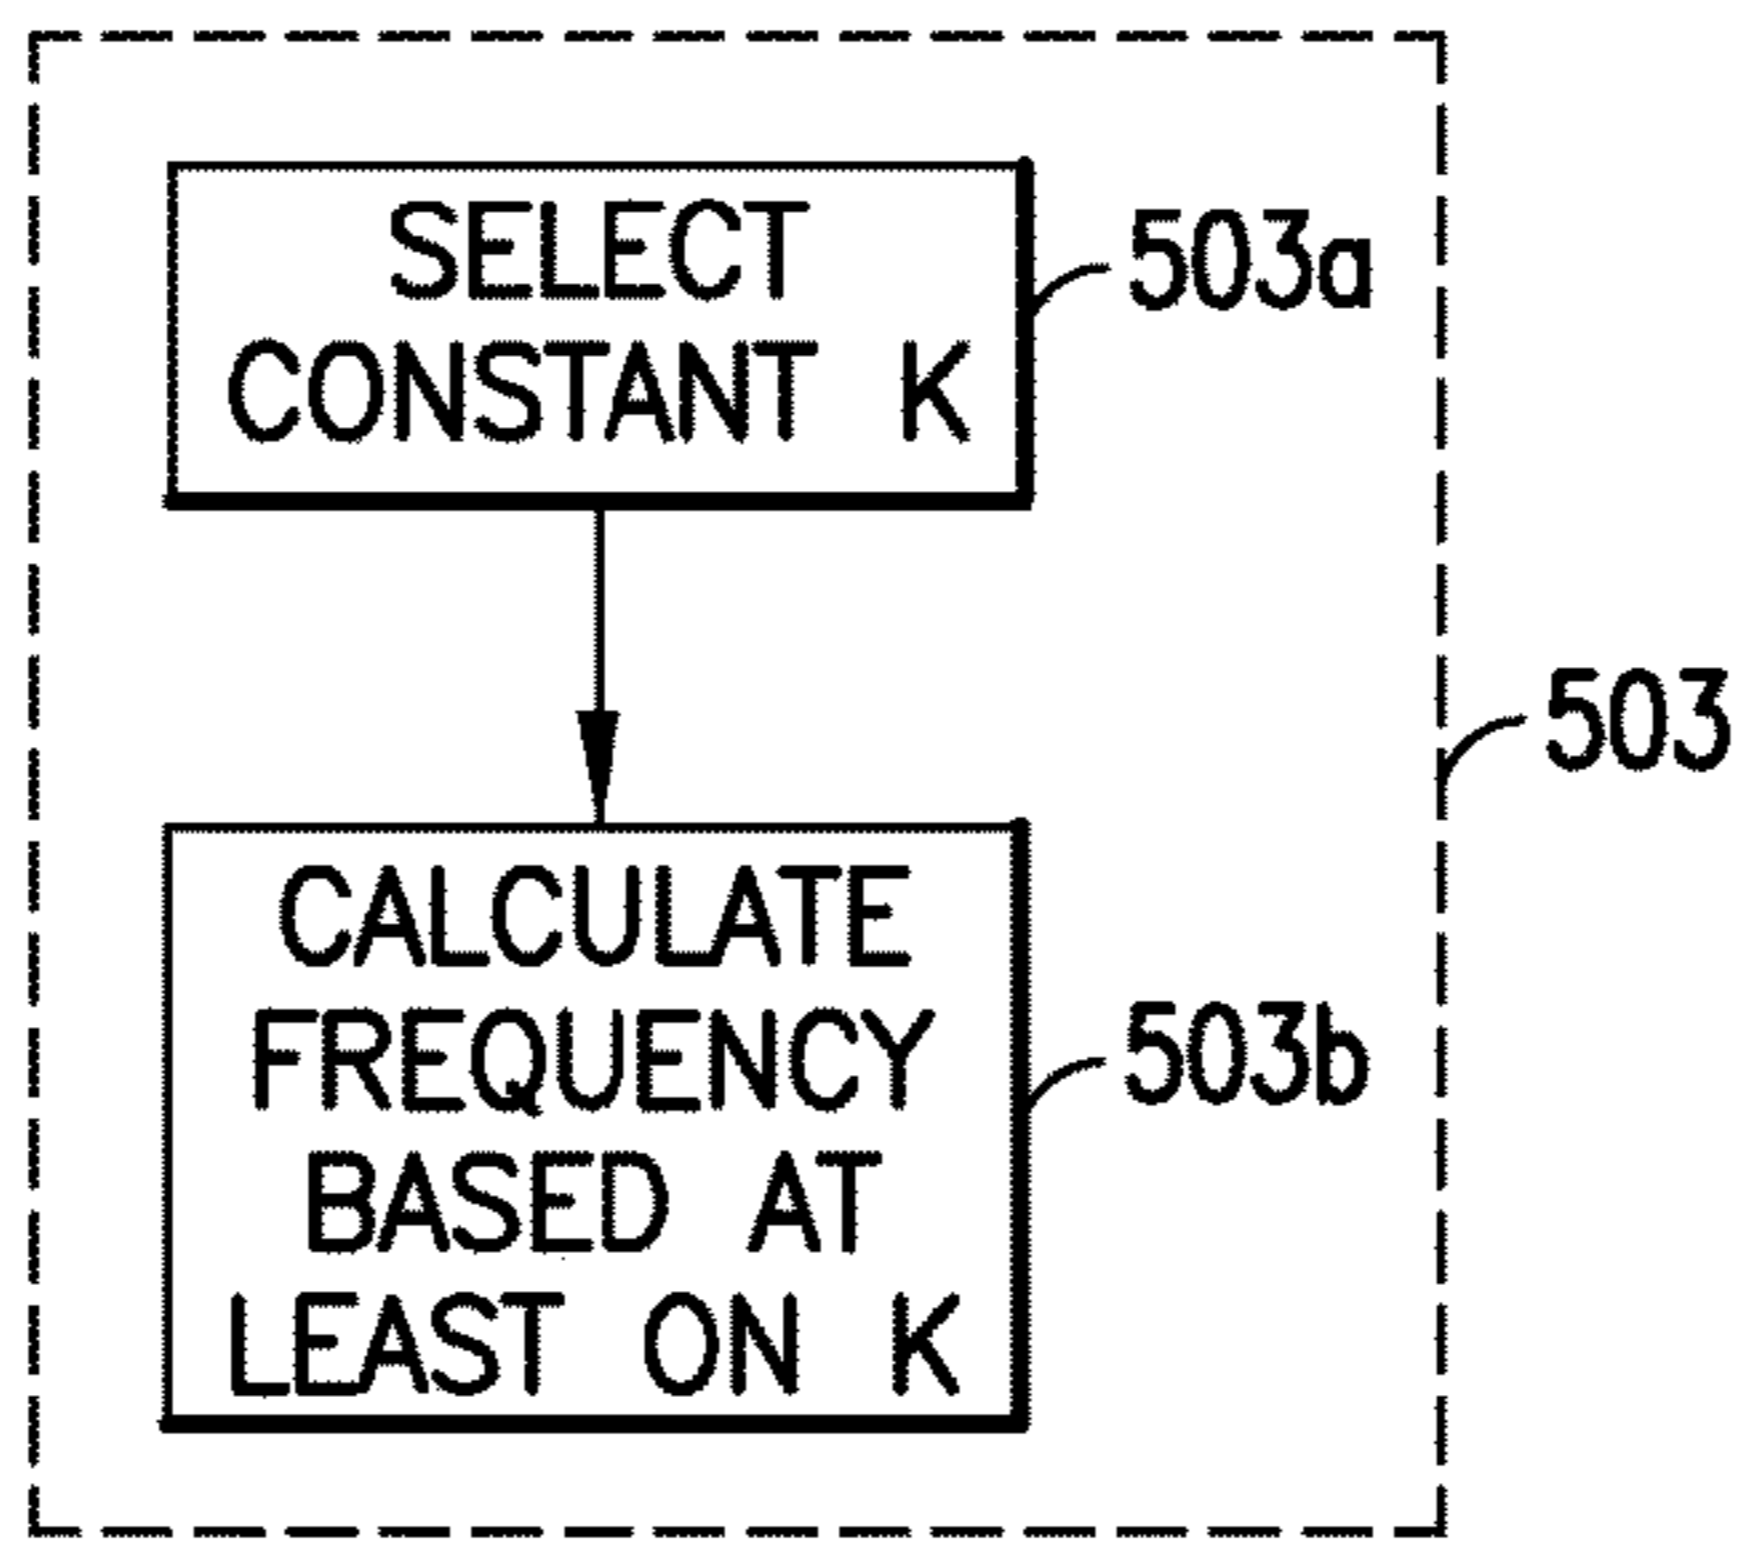 SELECT
CONSTANT K
503a
503
CALCULATE
FREQUENCY
BASED AT
LEAST ON K
503b